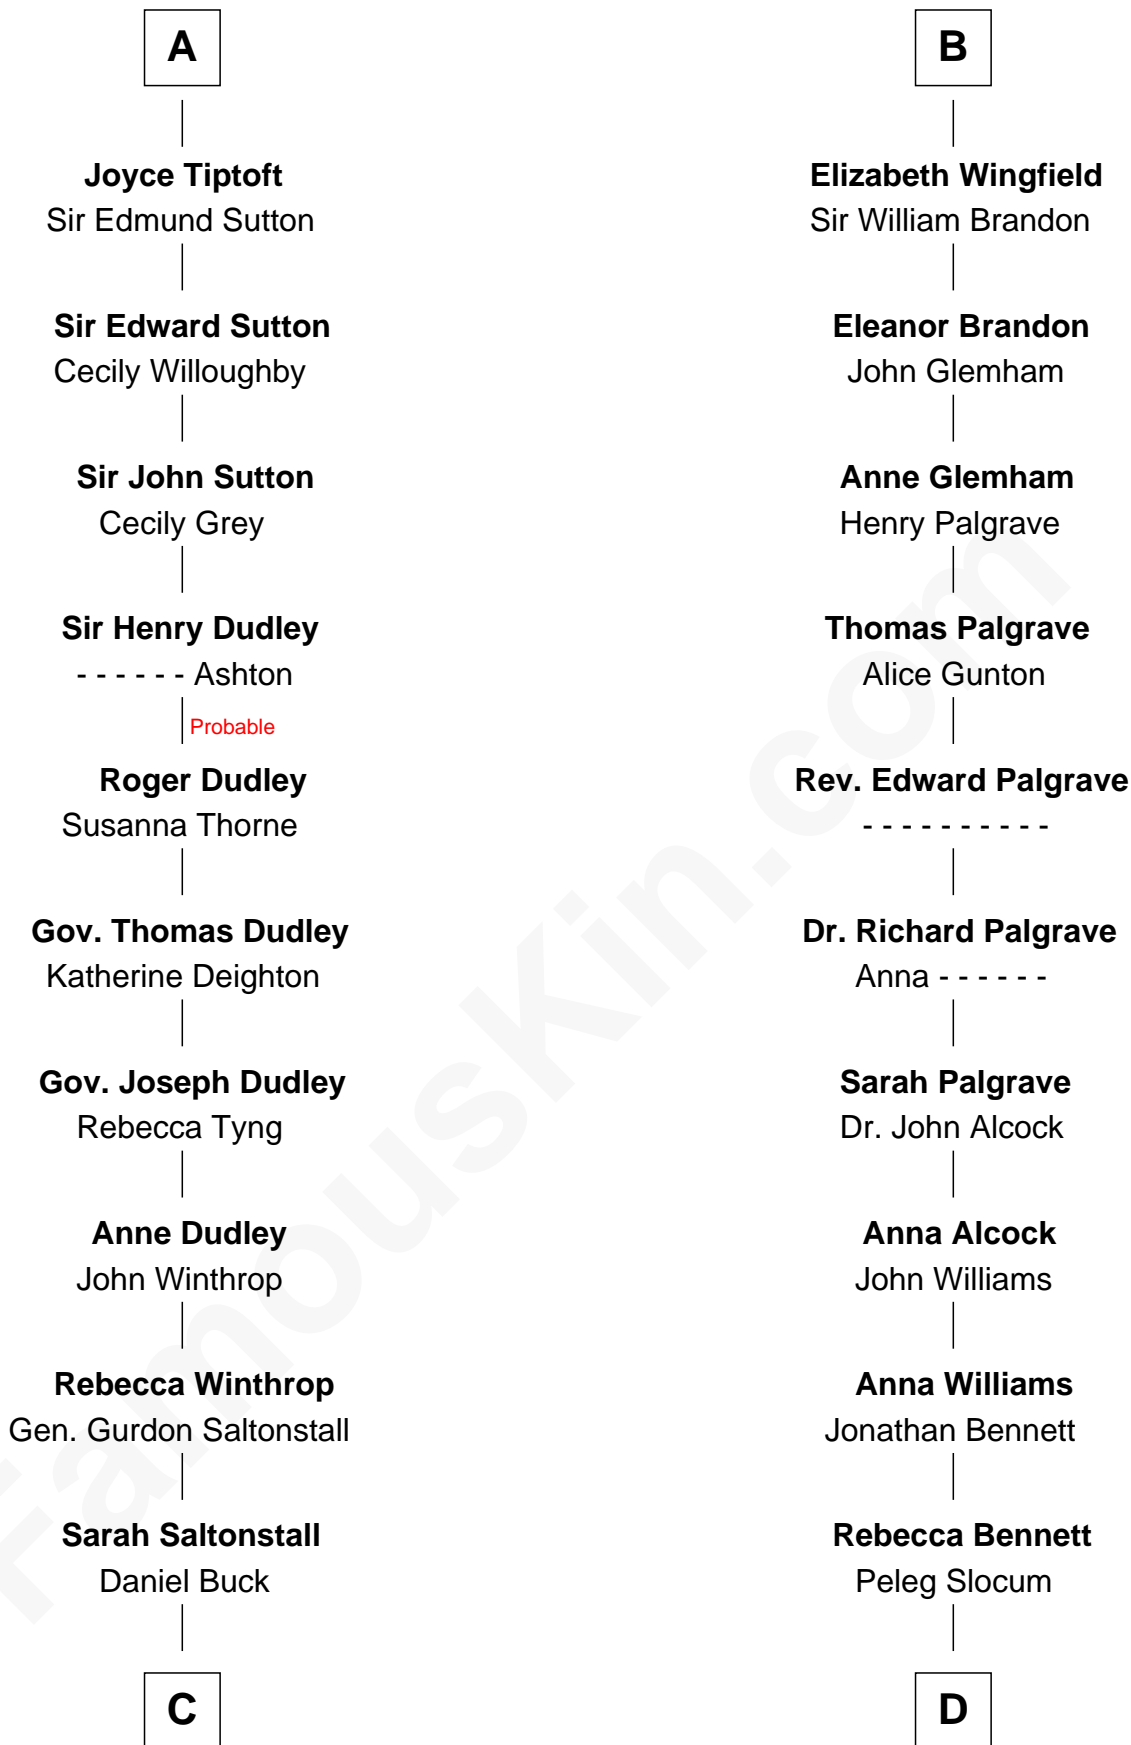 A
Joyce Tiptoft
Sir Edmund Sutton
Sir Edward Sutton
Cecily Willoughby
Sir John Sutton
Cecily Grey
Sir Henry Dudley
- - - - - - Ashton
Probable
Roger Dudley
Susanna Thorne
Gov. Thomas Dudley
Katherine Deighton
Gov. Joseph Dudley
Rebecca Tyng
Anne Dudley
John Winthrop
Rebecca Winthrop
Gen. Gurdon Saltonstall
Sarah Saltonstall
Daniel Buck
C
B
Elizabeth Wingfield
Sir William Brandon
Eleanor Brandon
John Glemham
Anne Glemham
Henry Palgrave
Thomas Palgrave
Alice Gunton
Rev. Edward Palgrave
- - - - - - - - - -
Dr. Richard Palgrave
Anna - - - - - -
Sarah Palgrave
Dr. John Alcock
Anna Alcock
John Williams
Anna Williams
Jonathan Bennett
Rebecca Bennett
Peleg Slocum
D
FamousKin.com